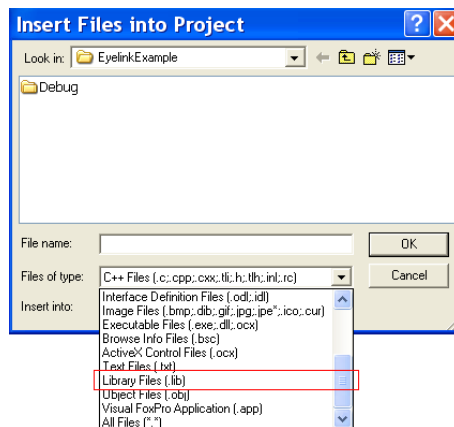 Insert Files into Project
Look in: EyelinkExample
Debug
File name:
OK
Files of type: C++ Files (.c;.cpp;.cxx;.tli;.h;.tlh;.inl;.rc)
Cancel
Insert into:
Interface Definition Files (.odl;.idl)
Image Files (.bmp;.dib;.gif;.jpg;.jpe*;.ico;.cur)
Executable Files (.exe;.dll;.ocx)
Browse Info Files (.bsc)
ActiveX Control Files (.ocx)
Text Files (.txt)
Library Files (.lib)
Object Files (.obj)
Visual FoxPro Application (.app)
All Files (*.*)